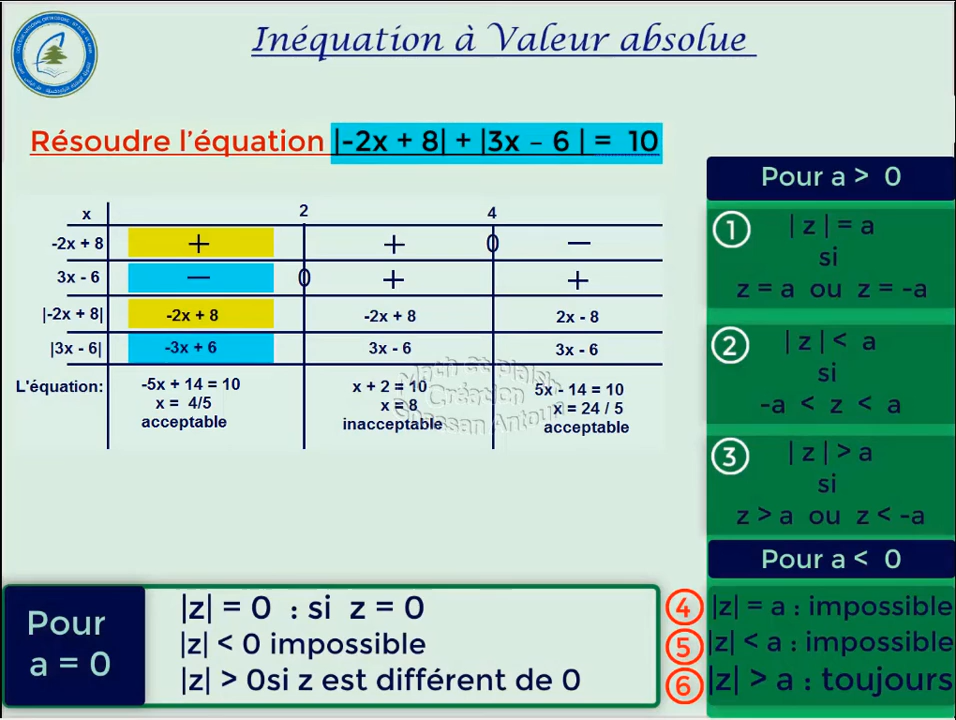 Inéquation à Valeur absolue
Résoudre l'équation |-2x + 8| + |3x – 6 | = 10
x 2 4
-2x + 8 + + 0 −
3x - 6 − 0 + +
|-2x + 8| -2x + 8 -2x + 8 2x - 8
|3x - 6| -3x + 6 3x - 6 3x - 6
L'équation: -5x + 14 = 10 x + 2 = 10 5x - 14 = 10
x = 4/5 x = 8 x = 24 / 5
acceptable inacceptable acceptable
Création
Ghassan Antoun
Pour a > 0
1 | z | = a
si
z = a ou z = -a
2 | z | < a
si
-a < z < a
3 | z | > a
si
z > a ou z < -a
Pour a < 0
4 |z| = a : impossible
5 |z| < a : impossible
6 |z| > a : toujours
Pour
a = 0
|z| = 0 : si z = 0
|z| < 0 impossible
|z| > 0si z est différent de 0